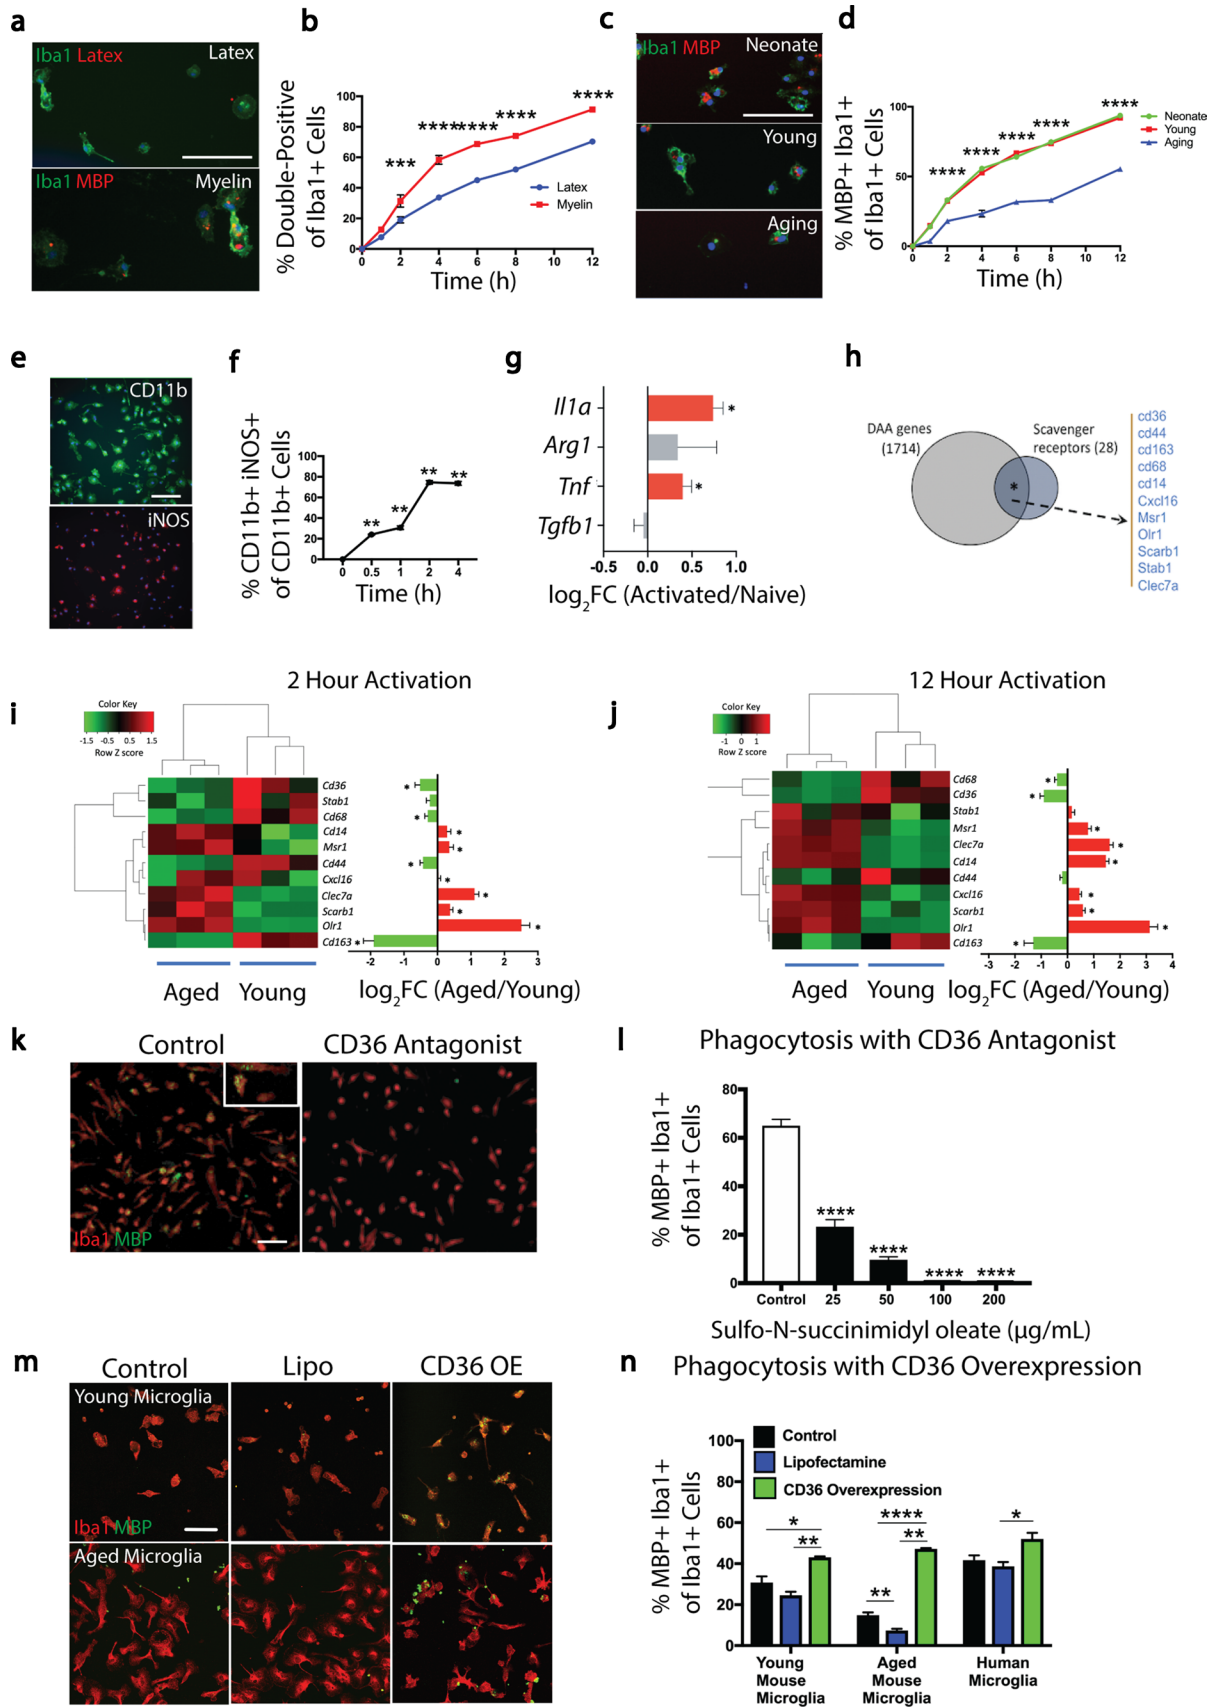 a
Iba1 Latex
Latex
Iba1 MBP
Myelin
b
% Double-Positive
of Iba1+ Cells
100
80
60
40
20
0
***
****
****
****
****
Latex
Myelin
0 2 4 6 8 12
Time (h)
c
Iba1 MBP
Neonate
Young
Aging
d
% MBP+ Iba1+
of Iba1+ Cells
100
50
0
****
****
****
****
****
Neonate
Young
Aging
0 2 4 6 8 12
Time (h)
e
CD11b
iNOS
f
% CD11b+ iNOS+
of CD11b+ Cells
100
80
60
40
20
0
**
**
**
**
0 0.5 1 2 4
Time (h)
g
Il1a
Arg1
Tnf
Tgfb1
*
*
-0.5 0.0 0.5 1.0
log2FC (Activated/Naive)
h
DAA genes
(1714)
Scavenger
receptors (28)
*
cd36
cd44
cd163
cd68
cd14
Cxcl16
Msr1
Olr1
Scarb1
Stab1
Clec7a
2 Hour Activation
i
Color Key
-1.5 -0.5 0.5 1.5
Row Z score
Cd36 *
Stab1
Cd68 *
Cd14 *
Msr1 *
Cd44 *
Cxcl16 *
Clec7a *
Scarb1 *
Olr1 *
Cd163 *
-2 -1 0 1 2 3
Aged Young
log2FC (Aged/Young)
12 Hour Activation
j
Color Key
-1 0 1
Row Z score
Cd68 *
Cd36 *
Stab1
Msr1 *
Clec7a *
Cd14 *
Cd44
Cxcl16 *
Scarb1 *
Olr1 *
Cd163 *
-3 -2 -1 0 1 2 3 4
Aged Young
log2FC (Aged/Young)
k
Control
CD36 Antagonist
Iba1 MBP
l
Phagocytosis with CD36 Antagonist
% MBP+ Iba1+
of Iba1+ Cells
80
60
40
20
0
****
****
****
****
Control 25 50 100 200
Sulfo-N-succinimidyl oleate (µg/mL)
m
Control
Lipo
CD36 OE
Young Microglia
Iba1 MBP
Aged Microglia
n
Phagocytosis with CD36 Overexpression
% MBP+ Iba1+
of Iba1+ Cells
100
80
60
40
20
0
Control
Lipofectamine
CD36 Overexpression
*
**
****
**
**
*
Young
Mouse
Microglia
Aged
Mouse
Microglia
Human
Microglia